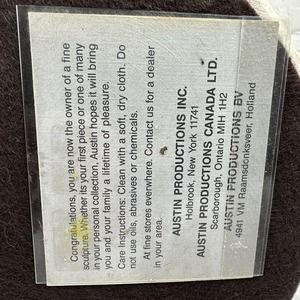 Congratulations, you are now the owner of a fine
sculpture. Whether its your first piece or one of many
in your personal collection, Austin hopes it will bring
you and your family a lifetime of pleasure.
Care Instructions: Clean with a soft, dry cloth. Do
not use oils, abrasives or chemicals.
At fine stores everwhere. Contact us for a dealer
in your area.
AUSTIN PRODUCTIONS INC.
Holbrook, New York 11741
AUSTIN PRODUCTIONS CANADA LTD.
Scarborough, Ontario MIH 1H2
AUSTIN PRODUCTIONS BV
4941 VM Raamsdonksveer, Holland